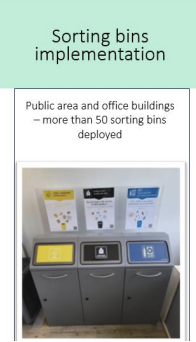 Sorting bins
implementation
Public area and office buildings
– more than 50 sorting bins
deployed